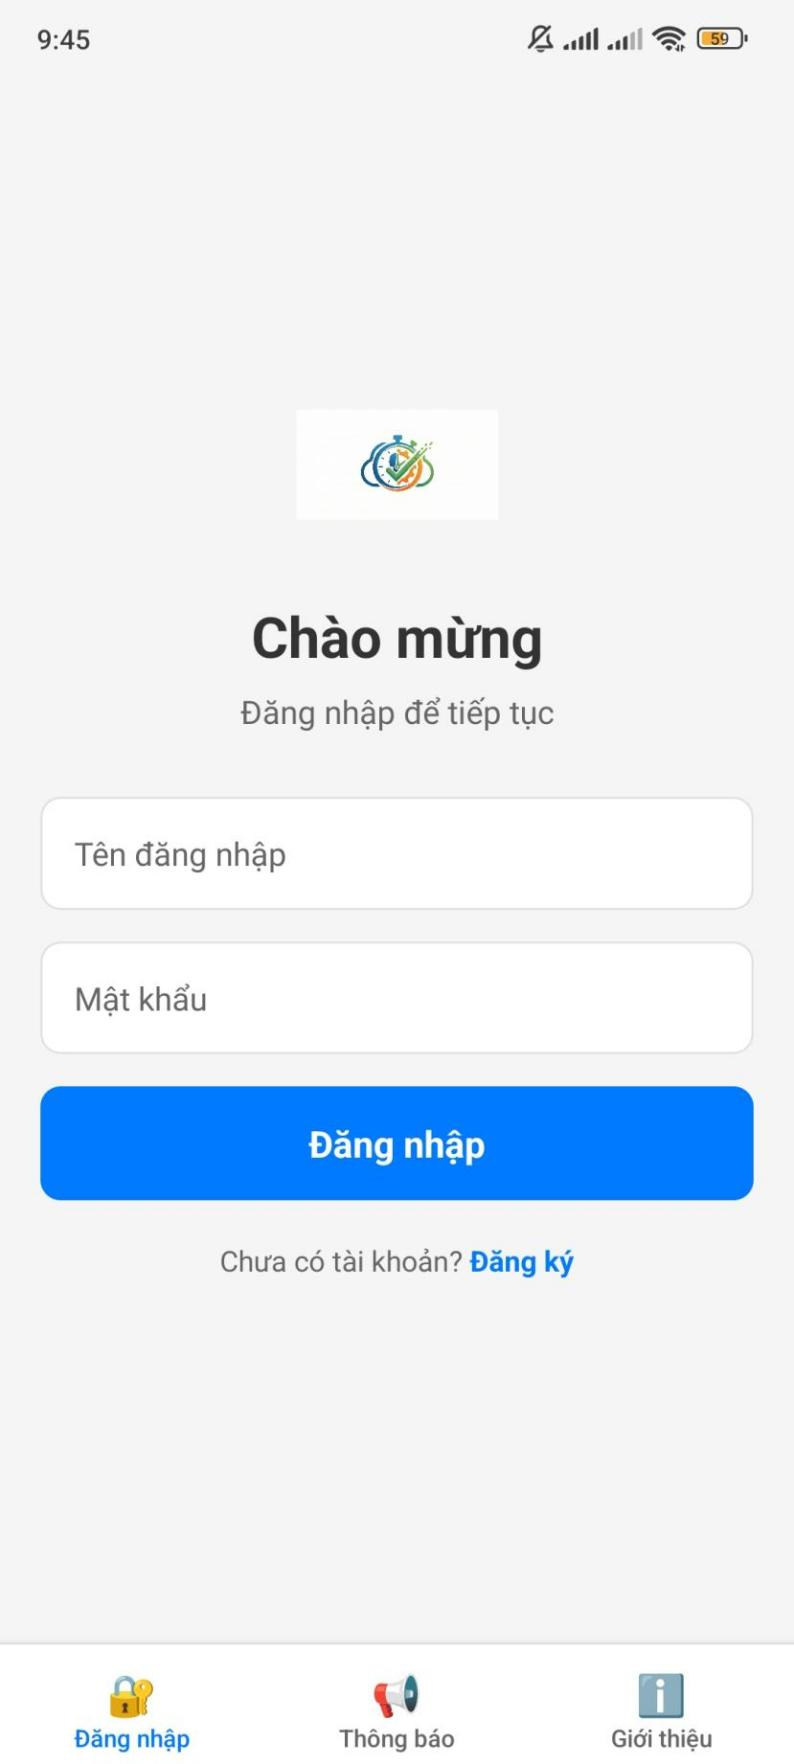 9:45
59
Chào mừng
Đăng nhập để tiếp tục
Tên đăng nhập
Mật khẩu
Đăng nhập
Chưa có tài khoản? Đăng ký
Đăng nhập
Thông báo
Giới thiệu